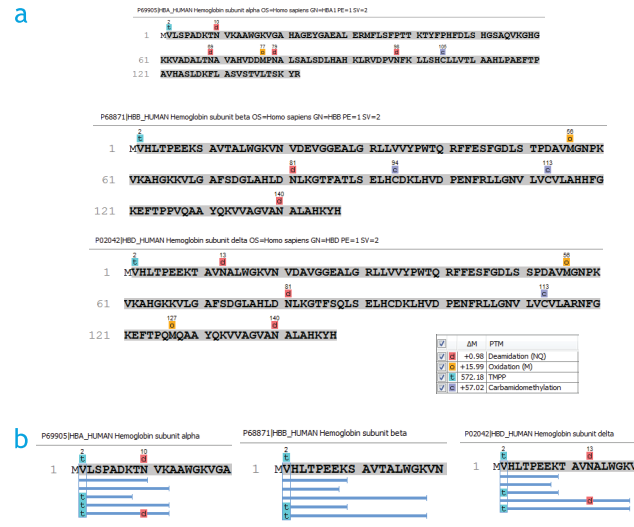 a
P69905|HBA_HUMAN Hemoglobin subunit alpha OS=Homo sapiens GN=HBA1 PE=1 SV=2
2 10
t d
1 MVLSPADKTN VKAAWGKVGA HAGEYGAEAL ERMFLSFPTT KTYFPHFDLS HGSAQVKGHG
69 77 79 98 105
d o d d c
61 KKVADALTNA VAHVDDMPNA LSALSDLHAH KLRVDPVNFK LLSHCLLVTL AAHLPAEFTP
121 AVHASLDKFL ASVSTVLTSK YR
P68871|HBB_HUMAN Hemoglobin subunit beta OS=Homo sapiens GN=HBB PE=1 SV=2
2 56
t o
1 MVHLTPEEKS AVTALWGKVN VDEVGGEALG RLLVVYPWTQ RFFESFGDLS TPDAVMGNPK
81 94 113
d c c
61 VKAHGKKVLG AFSDGLAHLD NLKGTFATLS ELHCDKLHVD PENFRLLGNV LVCVLAHHFG
140
d
121 KEFTPPVQAA YQKVVAGVAN ALAHKYH
P02042|HBD_HUMAN Hemoglobin subunit delta OS=Homo sapiens GN=HBD PE=1 SV=2
2 13 56
t d o
1 MVHLTPEEKT AVNALWGKVN VDAVGGEALG RLLVVYPWTQ RFFESFGDLS SPDAVMGNPK
81 113
d c
61 VKAHGKKVLG AFSDGLAHLD NLKGTFSQLS ELHCDKLHVD PENFRLLGNV LVCVLARNFG
127 140
o d
121 KEFTPQMQAA YQKVVAGVAN ALAHKYH
ΔM PTM
d +0.98 Deamidation (NQ)
o +15.99 Oxidation (M)
t 572.18 TMPP
c +57.02 Carbamidomethylation
b
P69905|HBA_HUMAN Hemoglobin subunit alpha
2 10
t d
1 MVLSPADKTN VKAAWGKVGA
t
t
t d
P68871|HBB_HUMAN Hemoglobin subunit beta
2
t
1 MVHLTPEEKS AVTALWGKVN
t
t
P02042|HBD_HUMAN Hemoglobin subunit delta
2 13
t d
1 MVHLTPEEKT AVNALWGKV
t
d
t